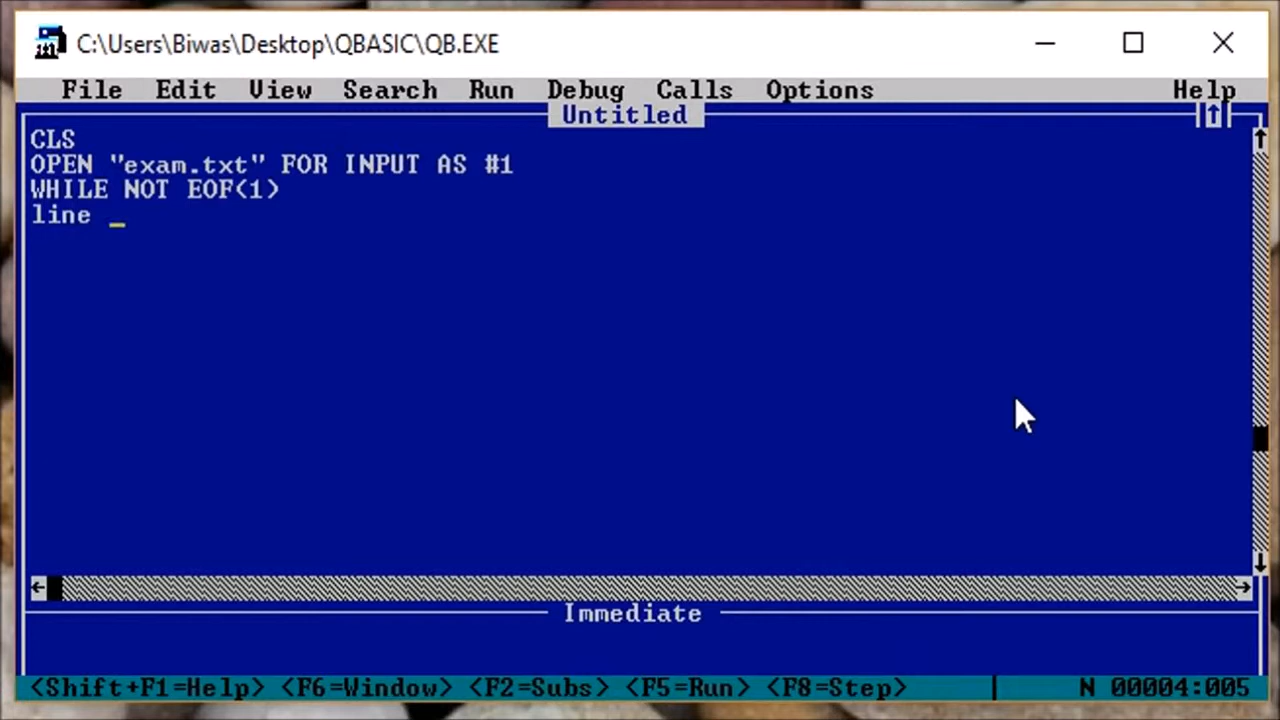 C:\Users\Biwas\Desktop\QBASIC\QB.EXE
File Edit View Search Run Debug Calls Options Help
Untitled
CLS
OPEN "exam.txt" FOR INPUT AS #1
WHILE NOT EOF(1)
line _
Immediate
<Shift+F1=Help> <F6=Window> <F2=Subs> <F5=Run> <F8=Step> N 00004:005